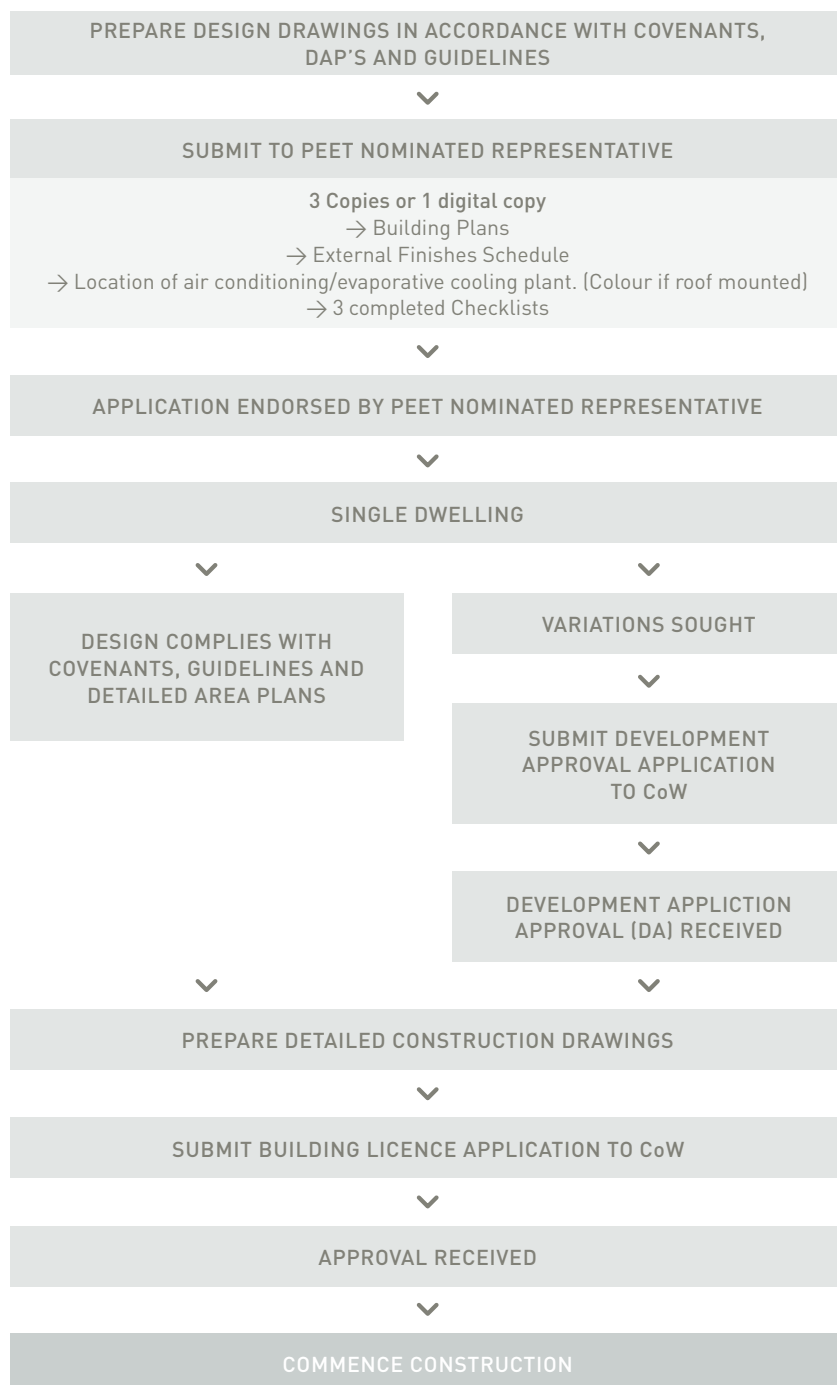 PREPARE DESIGN DRAWINGS IN ACCORDANCE WITH COVENANTS,
DAP'S AND GUIDELINES
SUBMIT TO PEET NOMINATED REPRESENTATIVE
3 Copies or 1 digital copy
→ Building Plans
→ External Finishes Schedule
→ Location of air conditioning/evaporative cooling plant. (Colour if roof mounted)
→ 3 completed Checklists
APPLICATION ENDORSED BY PEET NOMINATED REPRESENTATIVE
SINGLE DWELLING
DESIGN COMPLIES WITH
COVENANTS, GUIDELINES AND
DETAILED AREA PLANS
VARIATIONS SOUGHT
SUBMIT DEVELOPMENT
APPROVAL APPLICATION
TO CoW
DEVELOPMENT APPLICTION
APPROVAL (DA) RECEIVED
PREPARE DETAILED CONSTRUCTION DRAWINGS
SUBMIT BUILDING LICENCE APPLICATION TO CoW
APPROVAL RECEIVED
COMMENCE CONSTRUCTION